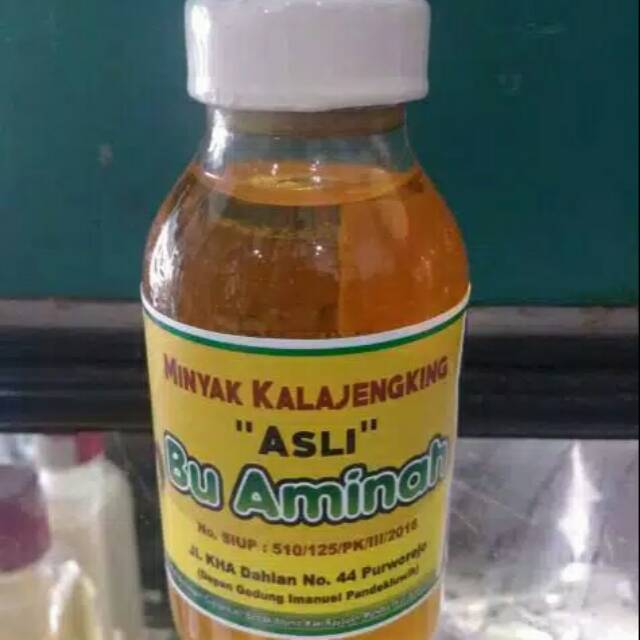 MINYAK KALAJENGKING
"ASLI"
Bu Aminah
No. SIUP : 510/125/PK/III/2016
JL. KHA Dahlan No. 44 Purworejo
(Depan Gedung Imanuel Pandekluwih)